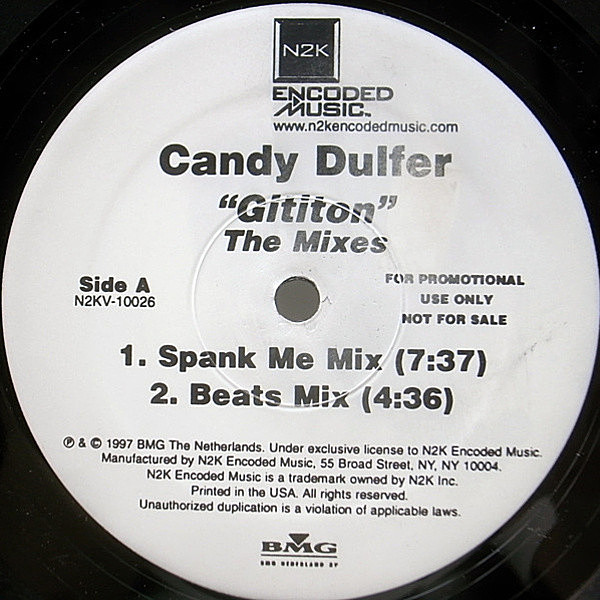 N2K
ENCODED
MUSIC™
www.n2kencodedmusic.com
Candy Dulfer
“Gititon”
The Mixes
Side A
N2KV-10026
FOR PROMOTIONAL
USE ONLY
NOT FOR SALE
1. Spank Me Mix (7:37)
2. Beats Mix (4:36)
℗ & © 1997 BMG The Netherlands. Under exclusive license to N2K Encoded Music.
Manufactured by N2K Encoded Music, 55 Broad Street, NY, NY 10004.
N2K Encoded Music is a trademark owned by N2K Inc.
Printed in the USA. All rights reserved.
Unauthorized duplication is a violation of applicable laws.
BMG
BMG NEDERLAND BV